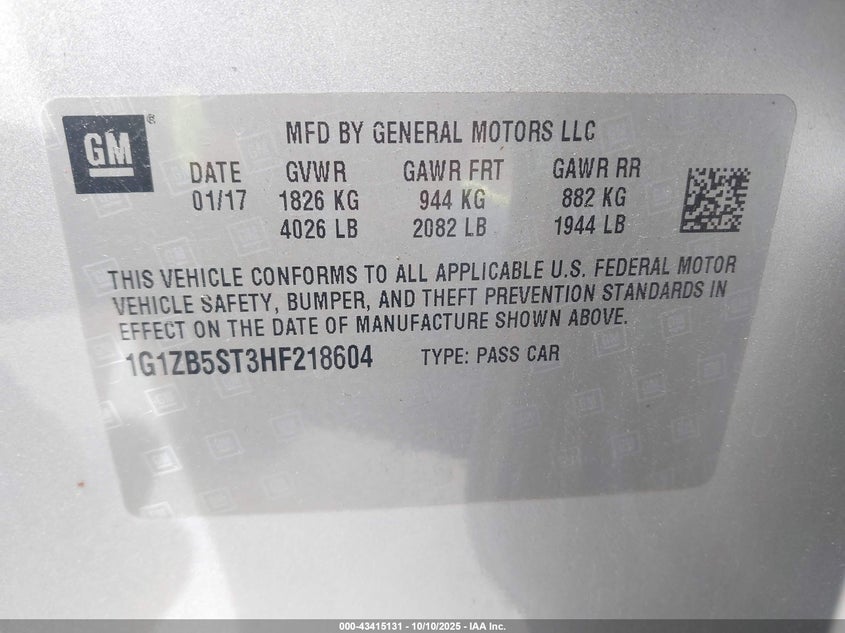 GM®
MFD BY GENERAL MOTORS LLC
DATE GVWR GAWR FRT GAWR RR
01/17 1826 KG 944 KG 882 KG
4026 LB 2082 LB 1944 LB
THIS VEHICLE CONFORMS TO ALL APPLICABLE U.S. FEDERAL MOTOR
VEHICLE SAFETY, BUMPER, AND THEFT PREVENTION STANDARDS IN
EFFECT ON THE DATE OF MANUFACTURE SHOWN ABOVE.
1G1ZB5ST3HF218604 TYPE: PASS CAR
000-43415131 - 10/10/2025 - IAA Inc.